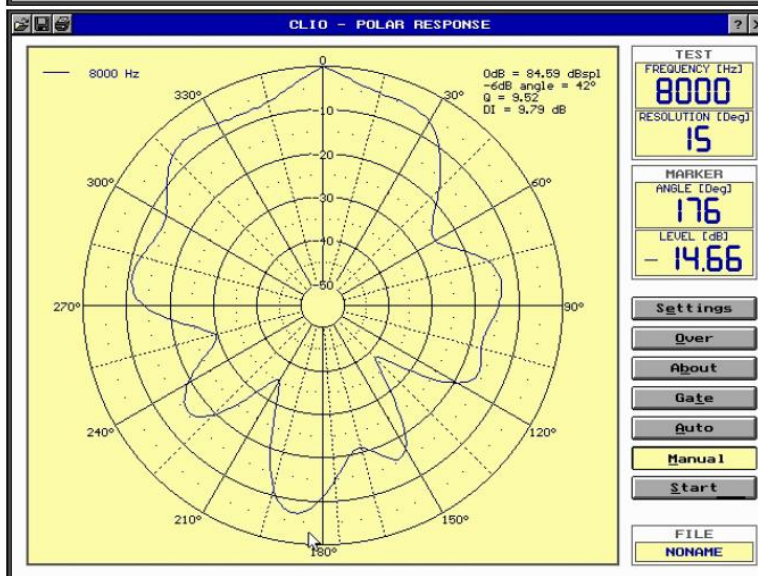 CLIO - POLAR RESPONSE
? X
8000 Hz
0dB = 84.59 dBspl
-6dB angle = 42°
Q = 9.52
DI = 9.79 dB
0
330°
30°
-10
-20
300°
60°
-30
-40
-50
270°
90°
240°
120°
210°
150°
180°
TEST
FREQUENCY [Hz]
8000
RESOLUTION [Deg]
15
MARKER
ANGLE [Deg]
176
LEVEL [dB]
- 14.66
Settings
Over
About
Gate
Auto
Manual
Start
FILE
NONAME